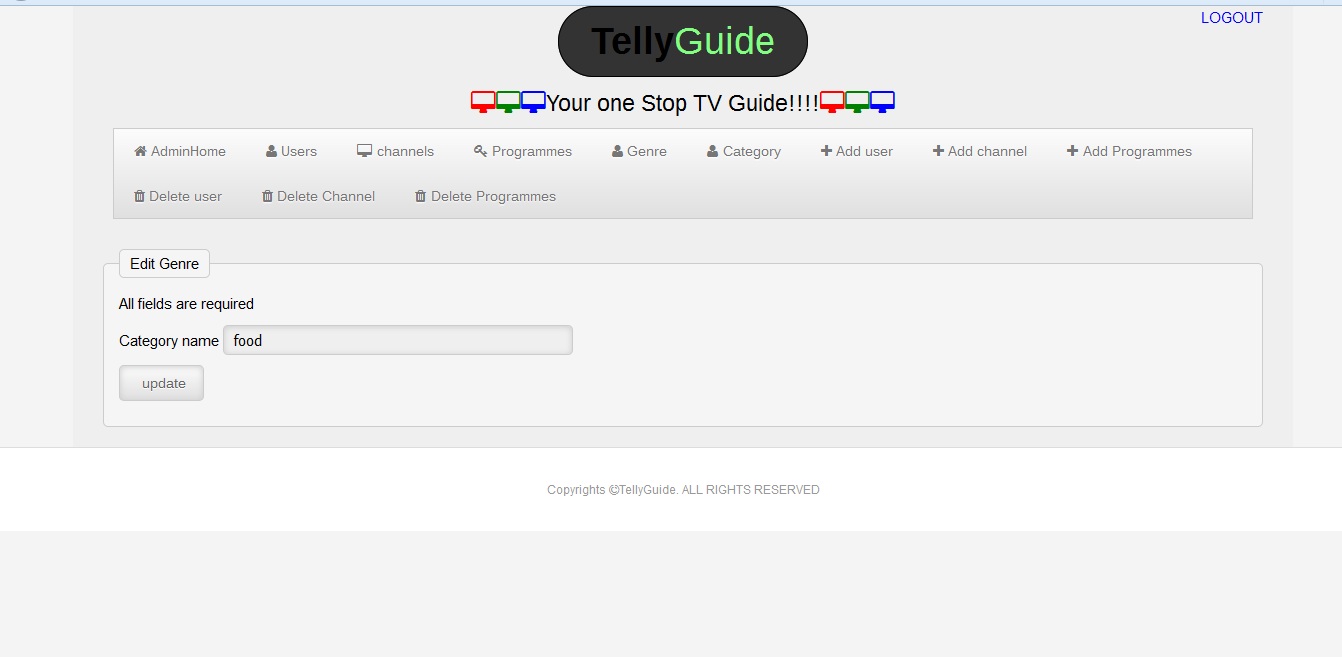 LOGOUT
TellyGuide
Your one Stop TV Guide!!!!
AdminHome Users channels Programmes Genre Category Add user Add channel Add Programmes
Delete user Delete Channel Delete Programmes
Edit Genre
All fields are required
Category name food
update
Copyrights ©TellyGuide. ALL RIGHTS RESERVED